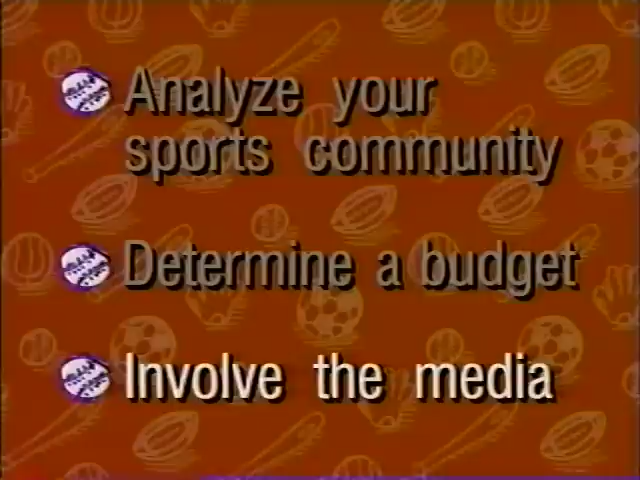 Analyze your
sports community
Determine a budget
Involve the media